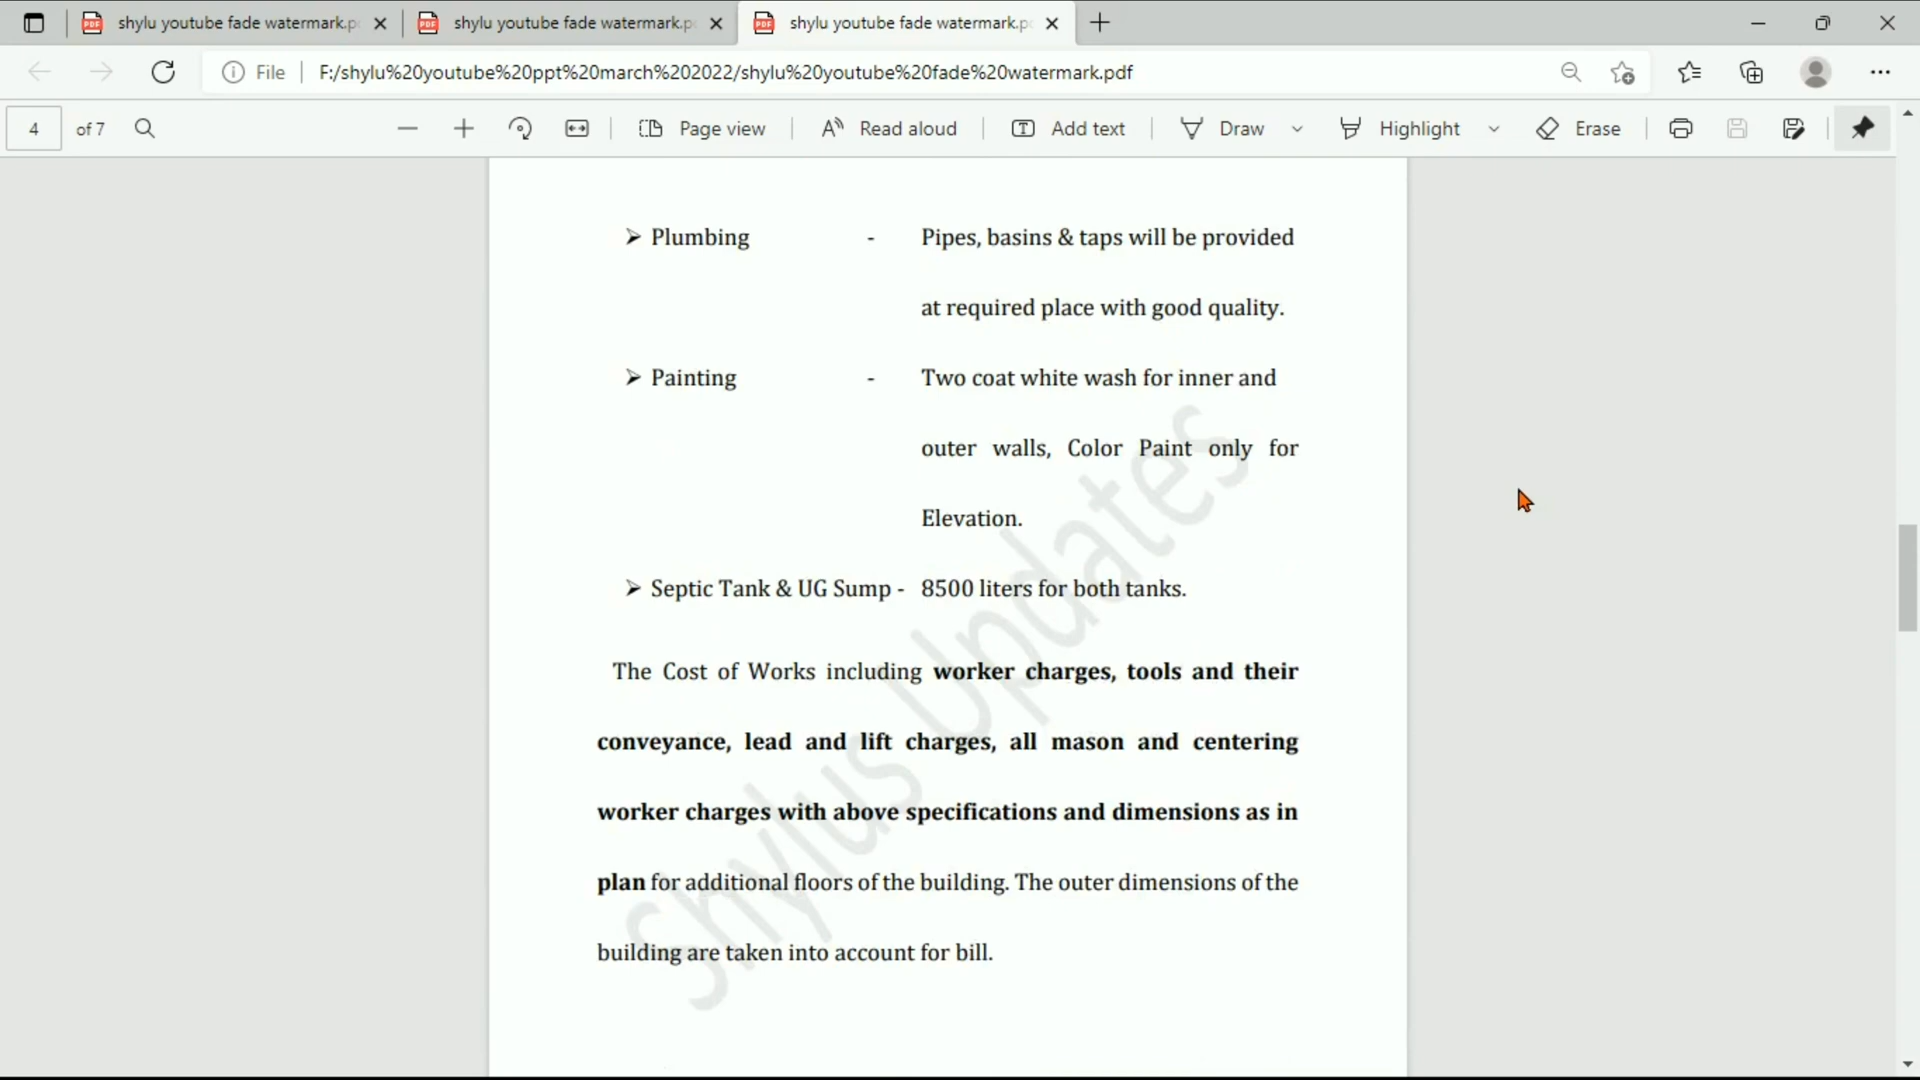 shylu youtube fade watermark.p
shylu youtube fade watermark.p
shylu youtube fade watermark.p
File
F:/shylu%20youtube%20ppt%20march%202022/shylu%20youtube%20fade%20watermark.pdf
4 of 7
Page view
Read aloud
Add text
Draw
Highlight
Erase
➢ Plumbing - Pipes, basins & taps will be provided
at required place with good quality.
➢ Painting - Two coat white wash for inner and
outer walls, Color Paint only for
Elevation.
➢ Septic Tank & UG Sump - 8500 liters for both tanks.
The Cost of Works including worker charges, tools and their
conveyance, lead and lift charges, all mason and centering
worker charges with above specifications and dimensions as in
plan for additional floors of the building. The outer dimensions of the
building are taken into account for bill.
Shylus Updates